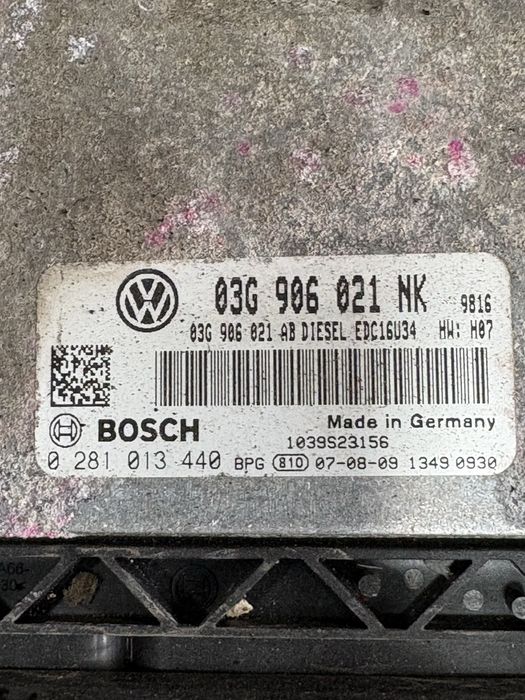 03G 906 021 NK 9816
03G 906 021 AB DIESEL EDC16U34 HW: H07
BOSCH
Made in Germany
1039S23156
0 281 013 440 BPG 810 07-08-09 1349 0930